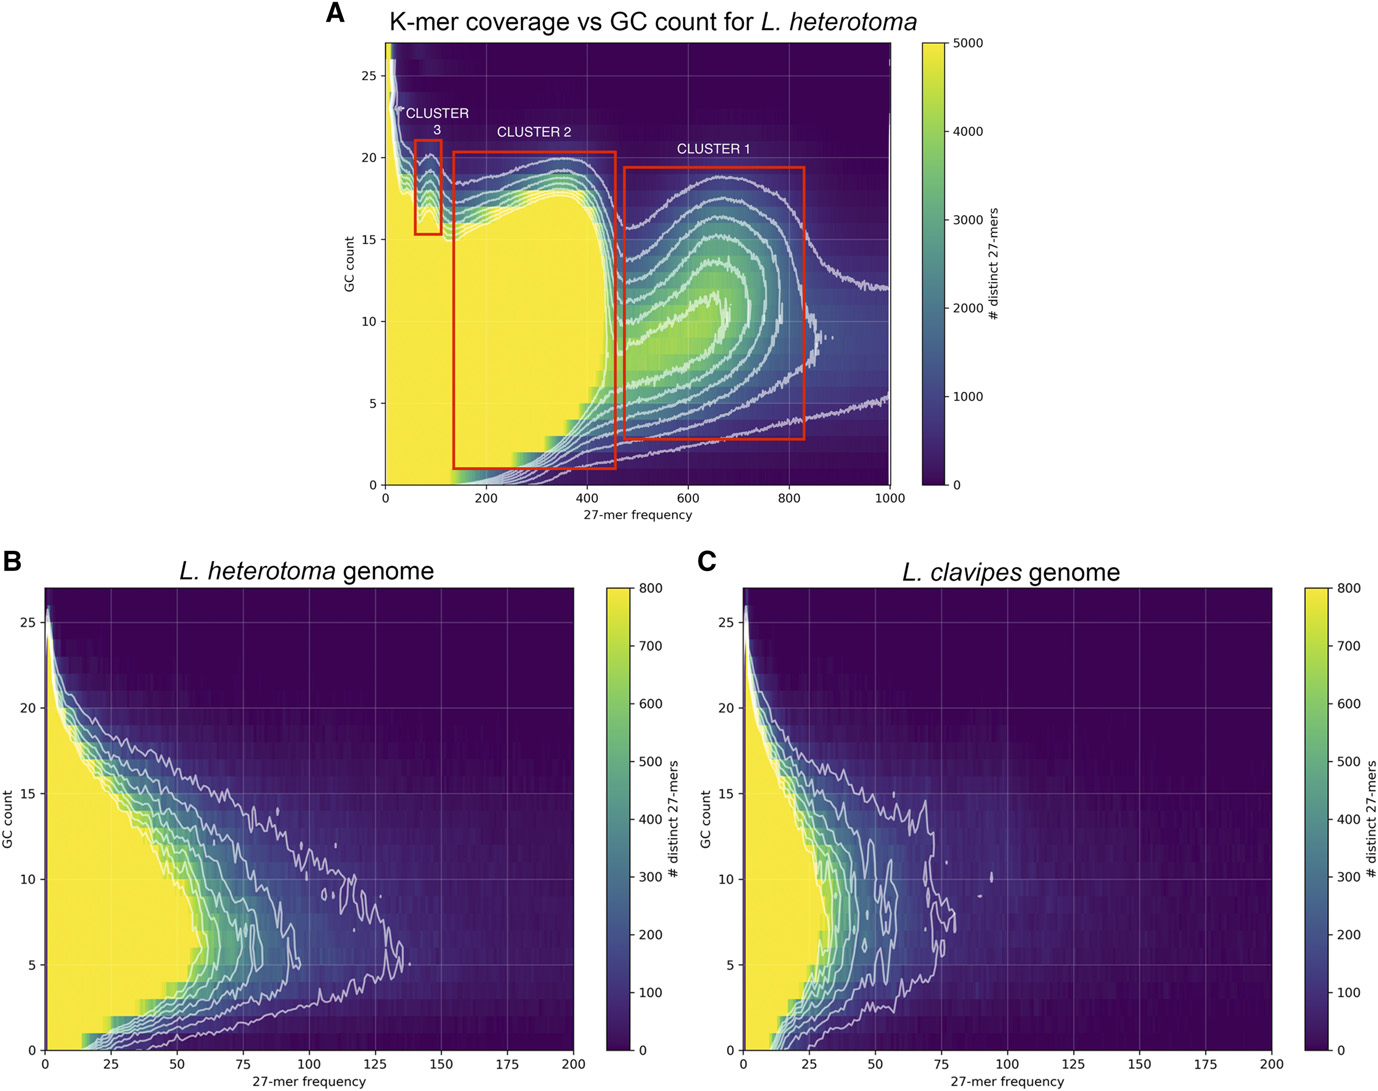 A
K-mer coverage vs GC count for L. heterotoma
25
20
15
10
5
0
GC count
CLUSTER
3
CLUSTER 2
CLUSTER 1
0 200 400 600 800 1000
27-mer frequency
5000
4000
3000
2000
1000
0
# distinct 27-mers
B
L. heterotoma genome
25
20
15
10
5
0
GC count
0 25 50 75 100 125 150 175 200
27-mer frequency
800
700
600
500
400
300
200
100
0
# distinct 27-mers
C
L. clavipes genome
25
20
15
10
5
0
GC count
0 25 50 75 100 125 150 175 200
27-mer frequency
800
700
600
500
400
300
200
100
0
# distinct 27-mers